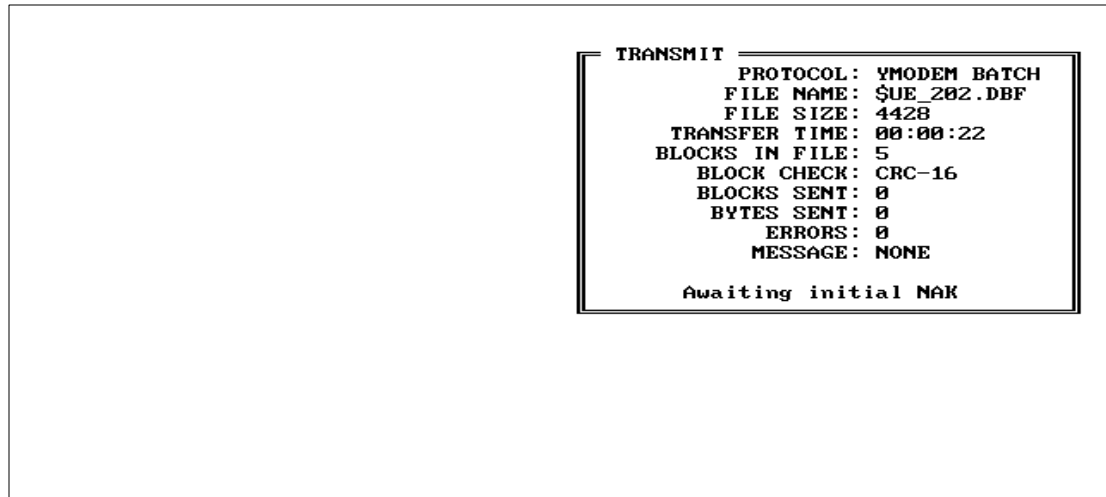 TRANSMIT
PROTOCOL: YMODEM BATCH
FILE NAME: $UE_202.DBF
FILE SIZE: 4428
TRANSFER TIME: 00:00:22
BLOCKS IN FILE: 5
BLOCK CHECK: CRC-16
BLOCKS SENT: 0
BYTES SENT: 0
ERRORS: 0
MESSAGE: NONE
Awaiting initial NAK